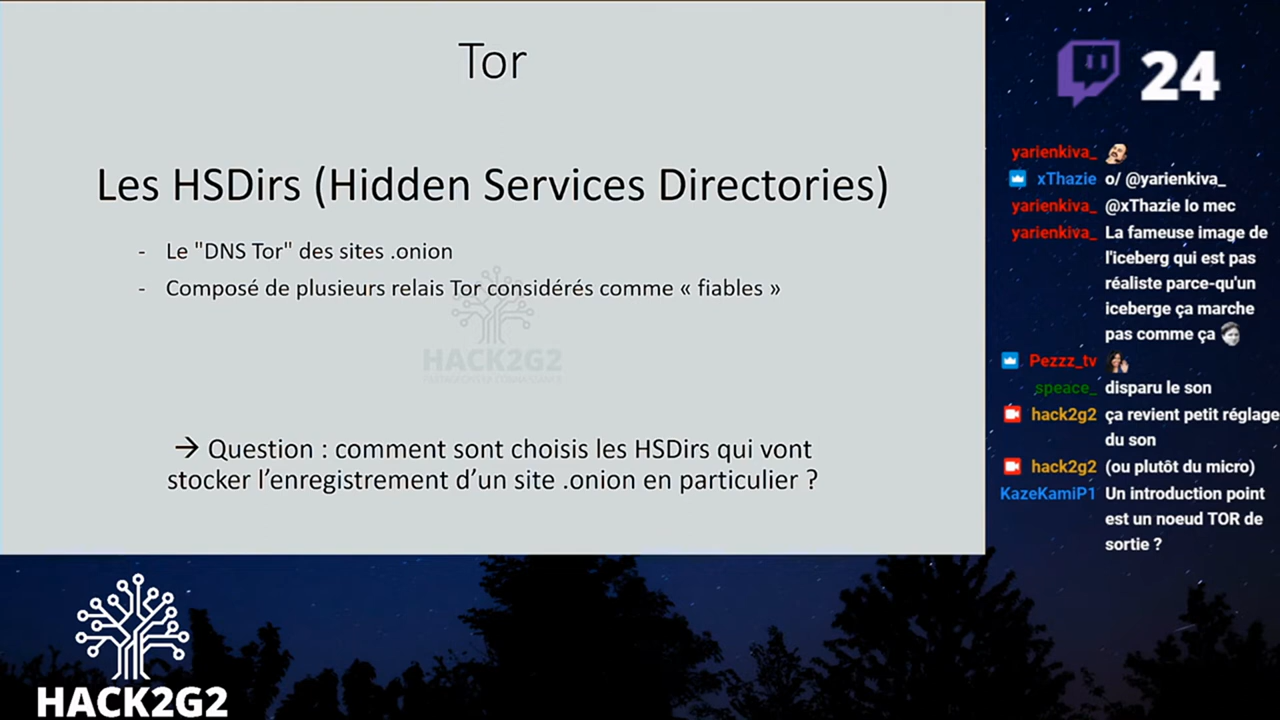 Tor
Les HSDirs (Hidden Services Directories)
- Le "DNS Tor" des sites .onion
- Composé de plusieurs relais Tor considérés comme « fiables »
HACK2G2
→ Question : comment sont choisis les HSDirs qui vont
stocker l’enregistrement d’un site .onion en particulier ?
24
yarienkiva_
xThazie o/ @yarienkiva_
yarienkiva_ @xThazie lo mec
yarienkiva_ La fameuse image de
l'iceberg qui est pas
réaliste parce-qu'un
iceberge ça marche
pas comme ça
Pezzz_tv
speace_ disparu le son
hack2g2 ça revient petit réglage
du son
hack2g2 (ou plutôt du micro)
KazeKamiP1 Un introduction point
est un noeud TOR de
sortie ?
HACK2G2